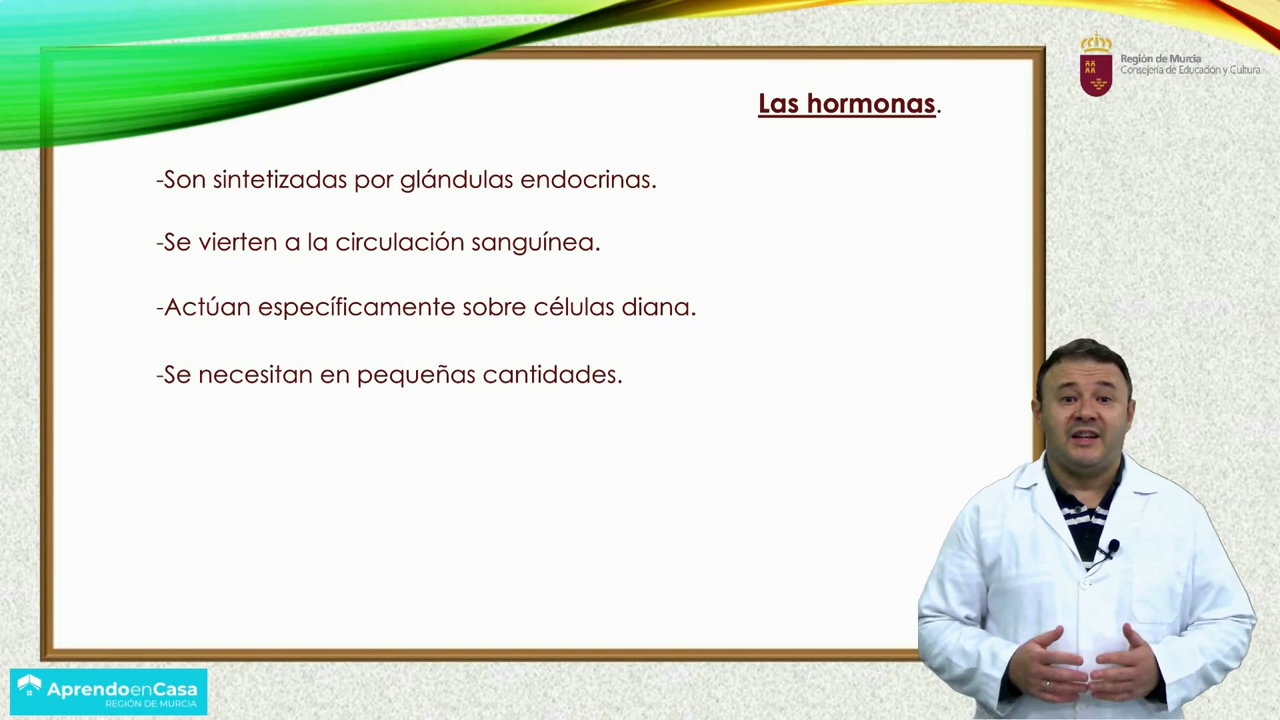 Región de Murcia
Consejería de Educación y Cultura
Las hormonas.
-Son sintetizadas por glándulas endocrinas.
-Se vierten a la circulación sanguínea.
-Actúan específicamente sobre células diana.
-Se necesitan en pequeñas cantidades.
AprendoenCasa
REGIÓN DE MURCIA